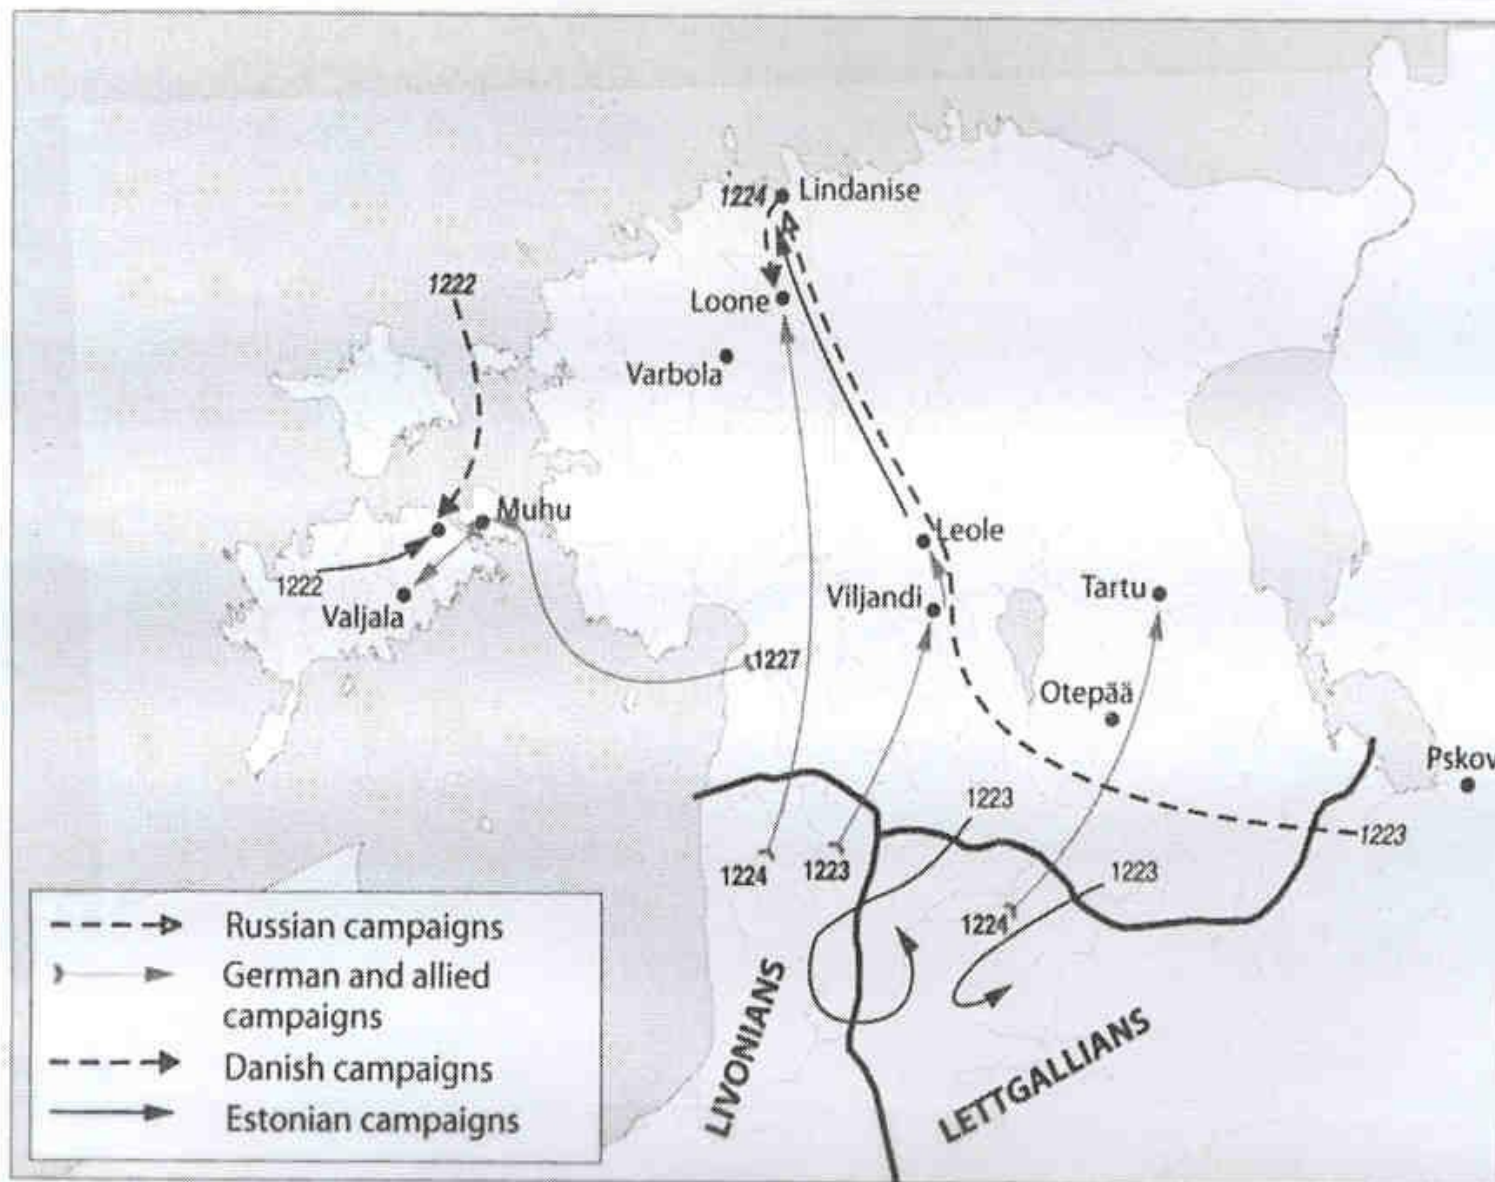 1224
Lindanise
1222
Loone
Varbola
Muhu
Leole
1222
Valjala
Viljandi
Tartu
1227
Otepää
Pskov
1223
1223
1224
1223
1223
1224
LIVONIANS
LETTGALLIANS
Russian campaigns
German and allied
campaigns
Danish campaigns
Estonian campaigns